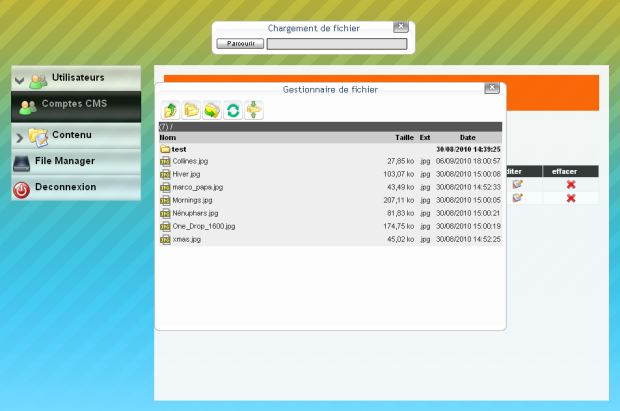 Chargement de fichier
Parcourir
Utilisateurs
Comptes CMS
Contenu
File Manager
Deconnexion
Gestionnaire de fichier
(7) /
Nom Taille Ext Date
test 30/08/2010 14:39:25
Collines.jpg 27,85 ko .jpg 06/09/2010 18:00:57
Hiver.jpg 103,07 ko .jpg 30/08/2010 15:00:08
marco_papa.jpg 43,49 ko .jpg 30/08/2010 14:52:33
Mornings.jpg 207,11 ko .jpg 30/08/2010 15:00:05
Nénuphars.jpg 81,83 ko .jpg 30/08/2010 15:00:21
One_Drop_1600.jpg 174,75 ko .jpg 30/08/2010 15:00:19
xmas.jpg 45,02 ko .jpg 30/08/2010 14:52:25
diter effacer